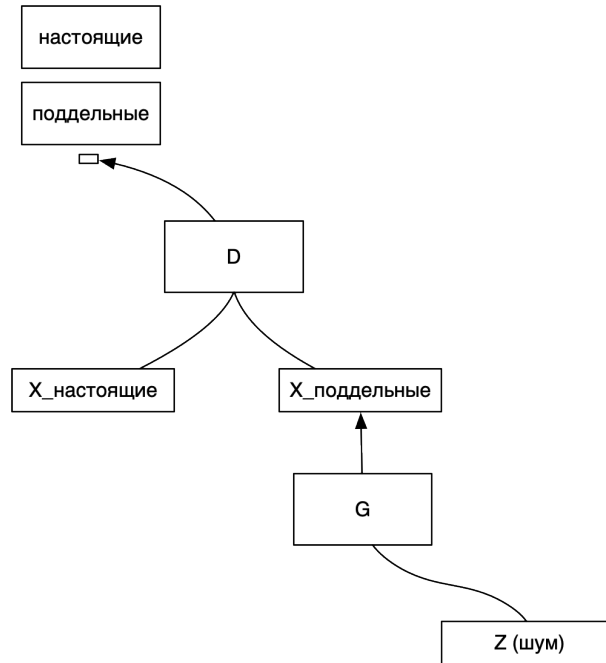 настоящие
поддельные
D
X_настоящие
X_поддельные
G
Z (шум)